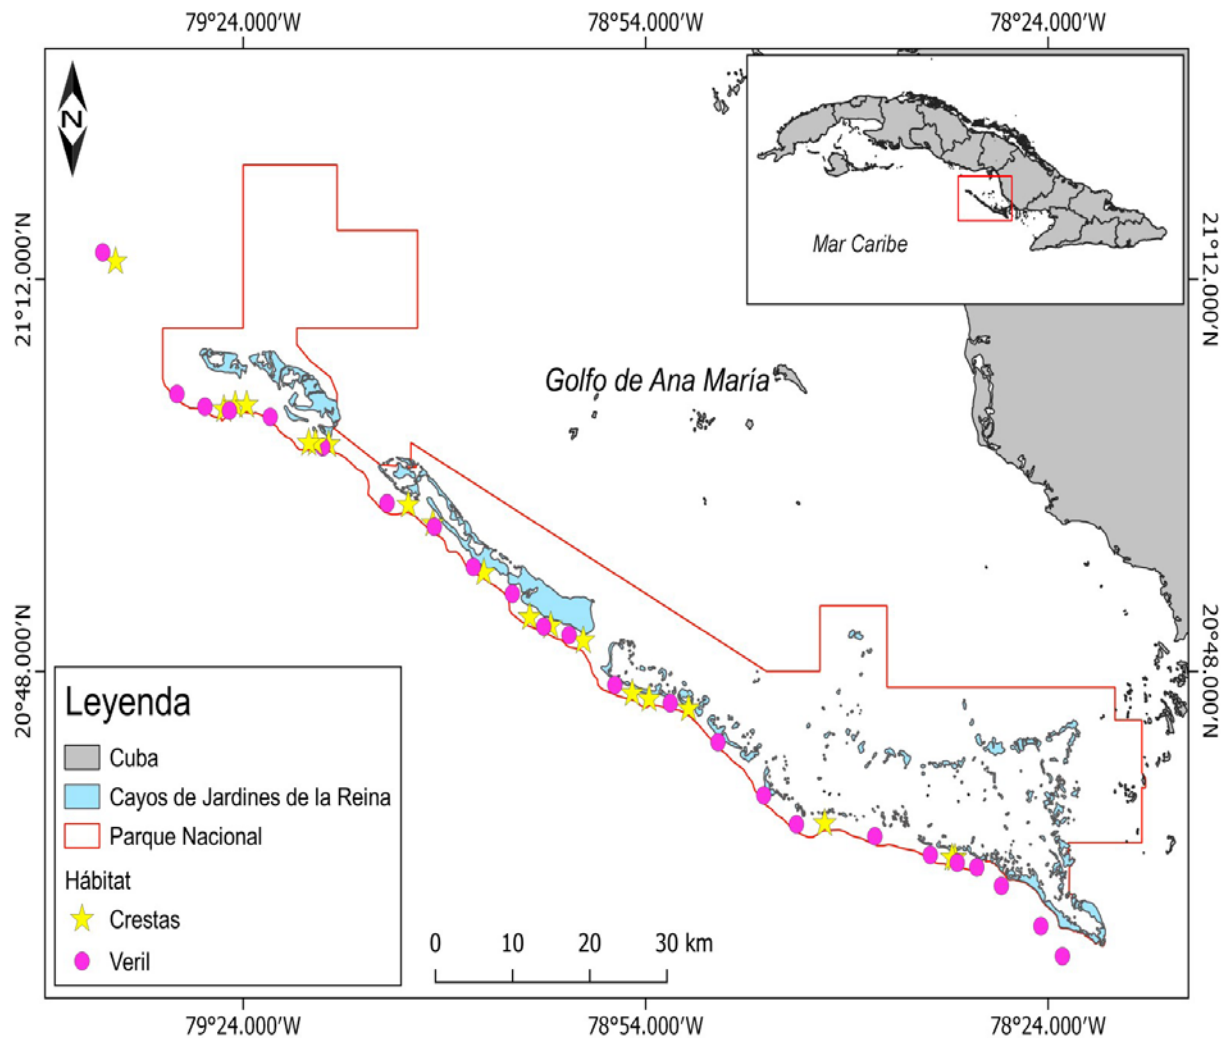 79°24.000'W 78°54.000'W 78°24.000'W
N
Mar Caribe
21°12.000'N
21°12.000'N
Golfo de Ana María
20°48.000'N
20°48.000'N
Leyenda
Cuba
Cayos de Jardines de la Reina
Parque Nacional
Hábitat
Crestas
Veril
0 10 20 30 km
79°24.000'W 78°54.000'W 78°24.000'W